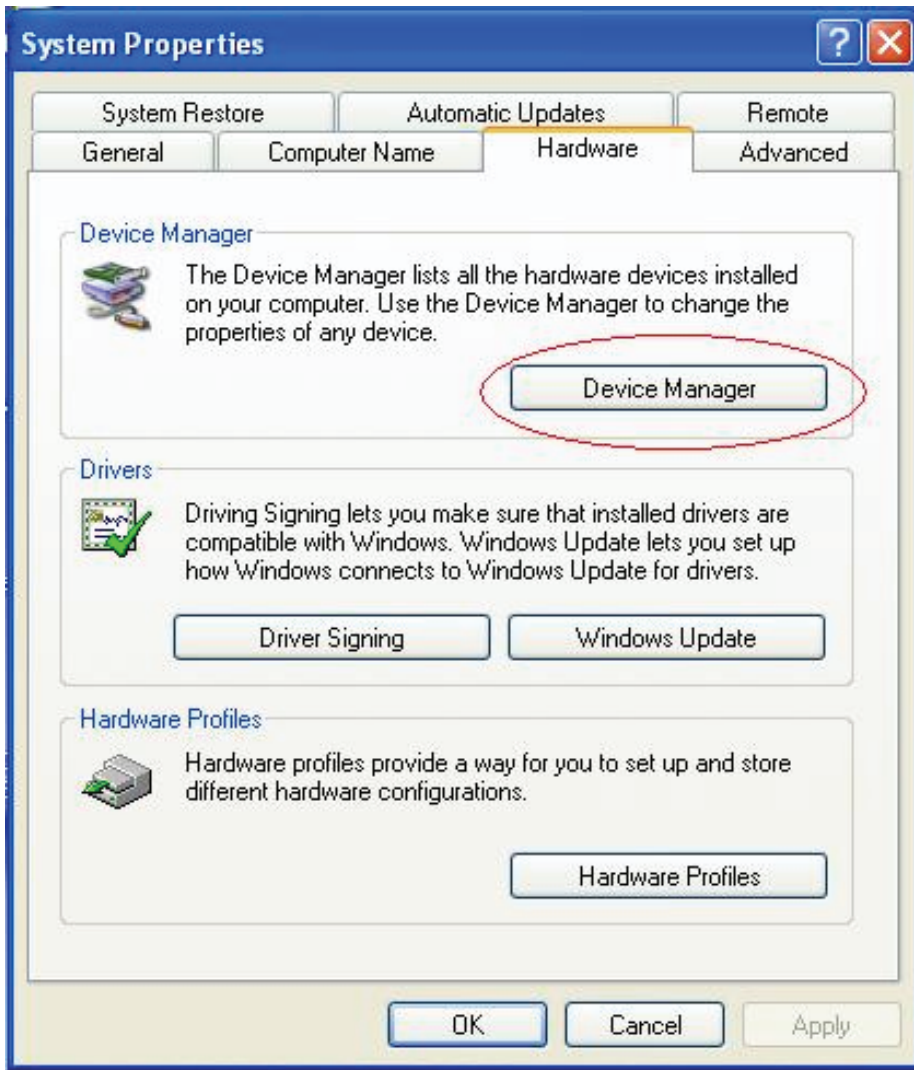 System Properties
System Restore Automatic Updates Remote
General Computer Name Hardware Advanced
Device Manager
The Device Manager lists all the hardware devices installed
on your computer. Use the Device Manager to change the
properties of any device.
Device Manager
Drivers
Driving Signing lets you make sure that installed drivers are
compatible with Windows. Windows Update lets you set up
how Windows connects to Windows Update for drivers.
Driver Signing Windows Update
Hardware Profiles
Hardware profiles provide a way for you to set up and store
different hardware configurations.
Hardware Profiles
OK Cancel Apply